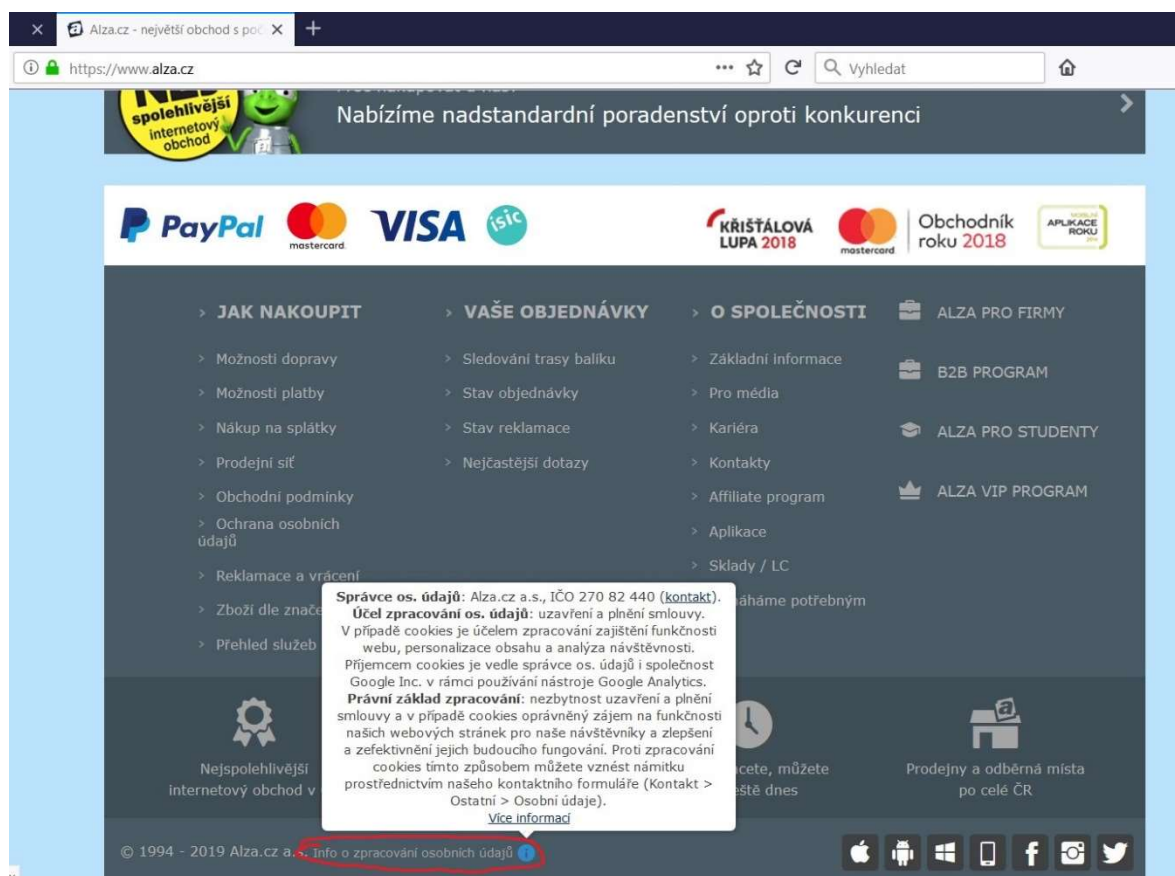 Alza.cz - největší obchod s poč
https://www.alza.cz
Vyhledat
spolehlivější
internetový
obchod
Nabízíme nadstandardní poradenství oproti konkurenci
PayPal
mastercard
VISA
isic
KŘIŠŤÁLOVÁ
LUPA 2018
mastercard
Obchodník
roku 2018
APLIKACE
ROKU
JAK NAKOUPIT
Možnosti dopravy
Možnosti platby
Nákup na splátky
Prodejní síť
Obchodní podmínky
Ochrana osobních
údajů
Reklamace a vrácení
Zboží dle znače
Přehled služeb
VAŠE OBJEDNÁVKY
Sledování trasy balíku
Stav objednávky
Stav reklamace
Nejčastější dotazy
O SPOLEČNOSTI
Základní informace
Pro média
Kariéra
Kontakty
Affiliate program
Aplikace
Sklady / LC
máháme potřebným
ALZA PRO FIRMY
B2B PROGRAM
ALZA PRO STUDENTY
ALZA VIP PROGRAM
Správce os. údajů: Alza.cz a.s., IČO 270 82 440 (kontakt).
Účel zpracování os. údajů: uzavření a plnění smlouvy.
V případě cookies je účelem zpracování zajištění funkčnosti
webu, personalizace obsahu a analýza návštěvnosti.
Příjemcem cookies je vedle správce os. údajů i společnost
Google Inc. v rámci používání nástroje Google Analytics.
Právní základ zpracování: nezbytnost uzavření a plnění
smlouvy a v případě cookies oprávněný zájem na funkčnosti
našich webových stránek pro naše návštěvníky a zlepšení
a zefektivnění jejich budoucího fungování. Proti zpracování
cookies tímto způsobem můžete vznést námitku
prostřednictvím našeho kontaktního formuláře (Kontakt >
Ostatní > Osobní údaje).
Více informací
Nejspolehlivější
internetový obchod v
cete, můžete
eště dnes
Prodejny a odběrná místa
po celé ČR
© 1994 - 2019 Alza.cz a.s. Info o zpracování osobních údajů